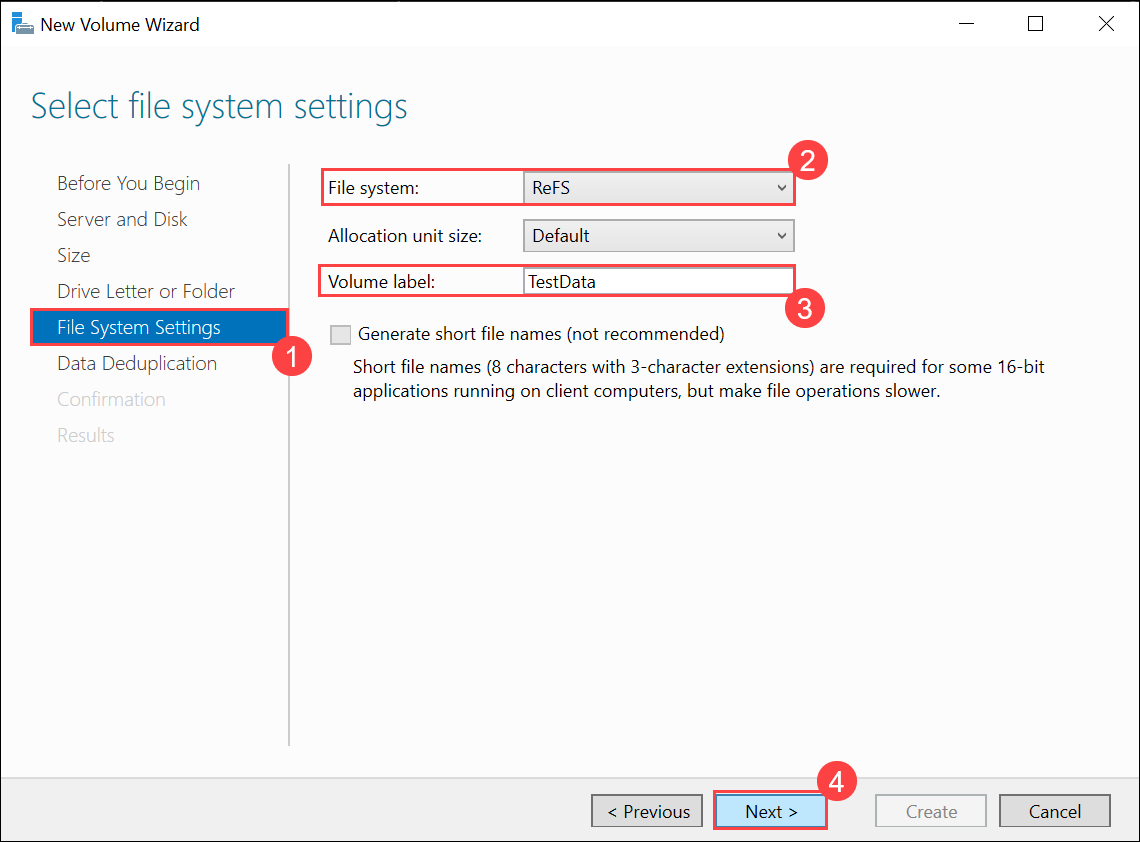 New Volume Wizard
Select file system settings
Before You Begin
Server and Disk
Size
Drive Letter or Folder
File System Settings
1
Data Deduplication
Confirmation
Results
File system: ReFS
2
Allocation unit size: Default
Volume label: TestData
3
Generate short file names (not recommended)
Short file names (8 characters with 3-character extensions) are required for some 16-bit
applications running on client computers, but make file operations slower.
4
< Previous Next > Create Cancel